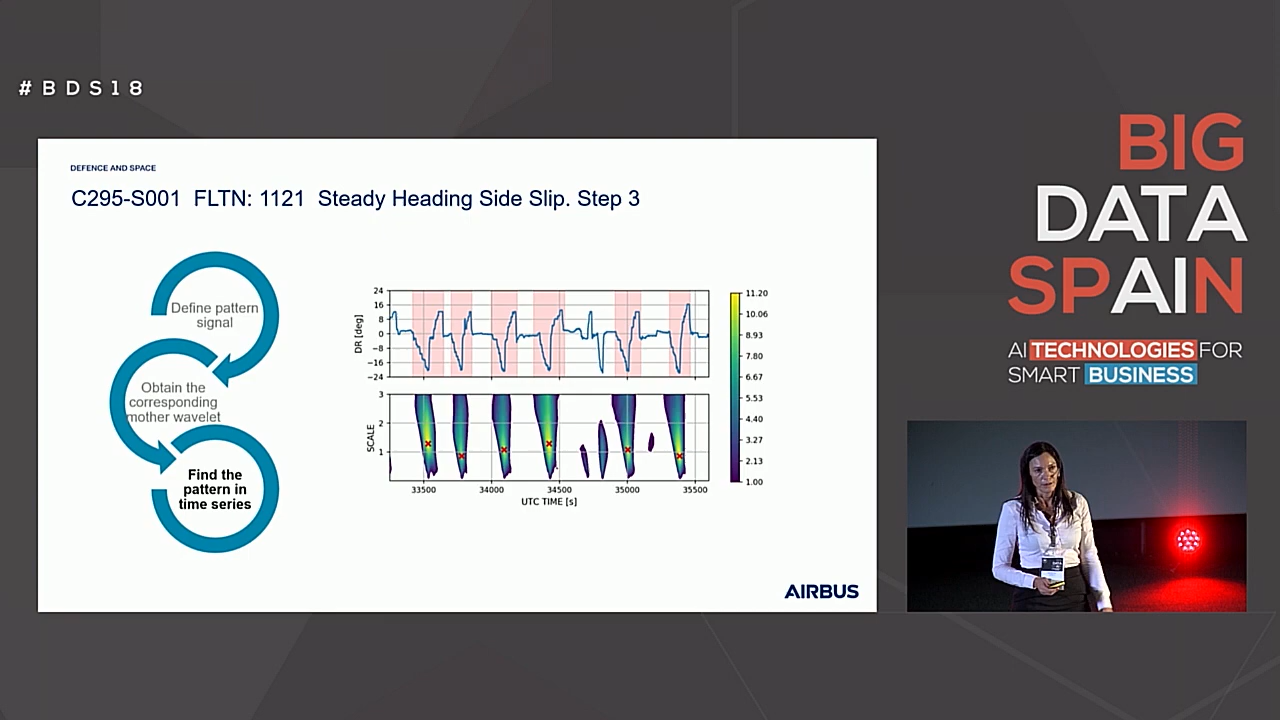 #BDS18
DEFENCE AND SPACE
C295-S001 FLTN: 1121 Steady Heading Side Slip. Step 3
Define pattern
signal
Obtain the
corresponding
mother wavelet
Find the
pattern in
time series
DR [deg]
24
16
8
0
−8
−16
−24
SCALE
3
2
1
33500 34000 34500 35000 35500
UTC TIME [s]
11.20
10.06
8.93
7.80
6.67
5.53
4.40
3.27
2.13
1.00
AIRBUS
BIG
DATA
SPAIN
AI TECHNOLOGIES FOR
SMART BUSINESS